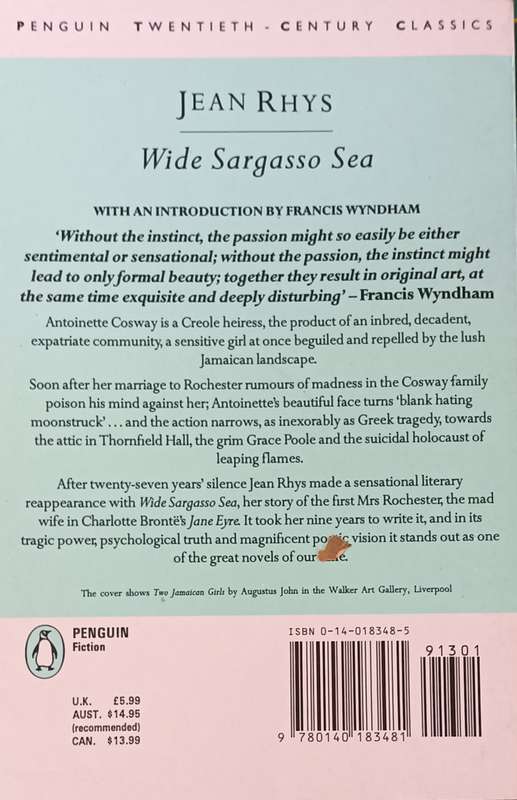 PENGUIN TWENTIETH-CENTURY CLASSICS
JEAN RHYS
Wide Sargasso Sea
WITH AN INTRODUCTION BY FRANCIS WYNDHAM
‘Without the instinct, the passion might so easily be either
sentimental or sensational; without the passion, the instinct might
lead to only formal beauty; together they result in original art, at
the same time exquisite and deeply disturbing’ – Francis Wyndham
Antoinette Cosway is a Creole heiress, the product of an inbred, decadent,
expatriate community, a sensitive girl at once beguiled and repelled by the lush
Jamaican landscape.
Soon after her marriage to Rochester rumours of madness in the Cosway family
poison his mind against her; Antoinette's beautiful face turns ‘blank hating
moonstruck’ . . . and the action narrows, as inexorably as Greek tragedy, towards
the attic in Thornfield Hall, the grim Grace Poole and the suicidal holocaust of
leaping flames.
After twenty-seven years' silence Jean Rhys made a sensational literary
reappearance with Wide Sargasso Sea, her story of the first Mrs Rochester, the mad
wife in Charlotte Brontë's Jane Eyre. It took her nine years to write it, and in its
tragic power, psychological truth and magnificent vision it stands out as one
of the great novels of our
The cover shows Two Jamaican Girls by Augustus John in the Walker Art Gallery, Liverpool
PENGUIN
Fiction
U.K. £5.99
AUST. $14.95
(recommended)
CAN. $13.99
ISBN 0-14-018348-5
91301
9 780140 183481